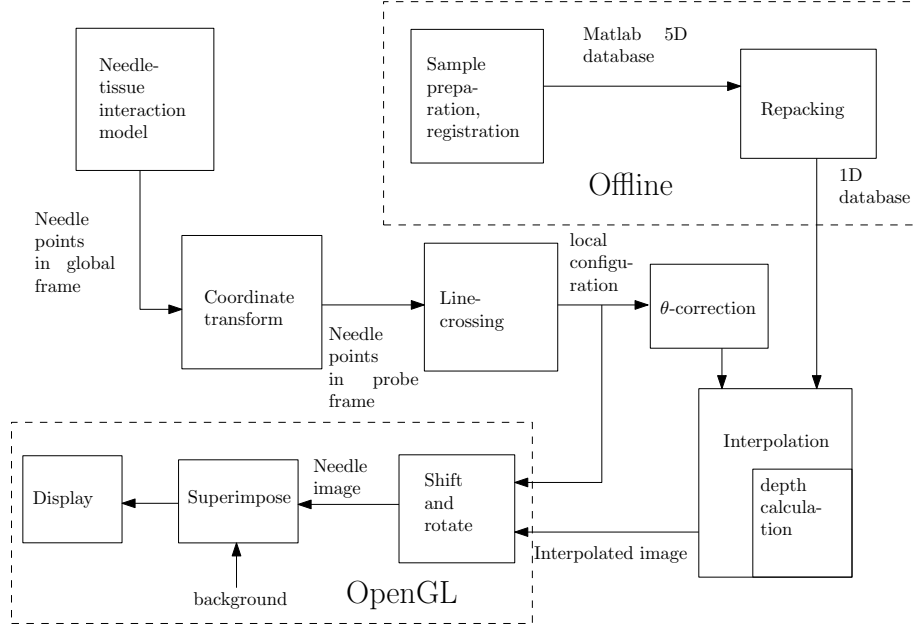 Needle-
tissue
interaction
model
Sample
prepa-
ration,
registration
Matlab 5D
database
Repacking
Offline
1D
database
Needle
points
in global
frame
Coordinate
transform
Needle
points
in probe
frame
Line-
crossing
local
configu-
ration
θ-correction
Interpolation
depth
calcula-
tion
Interpolated image
Shift
and
rotate
Needle
image
Superimpose
Display
background
OpenGL